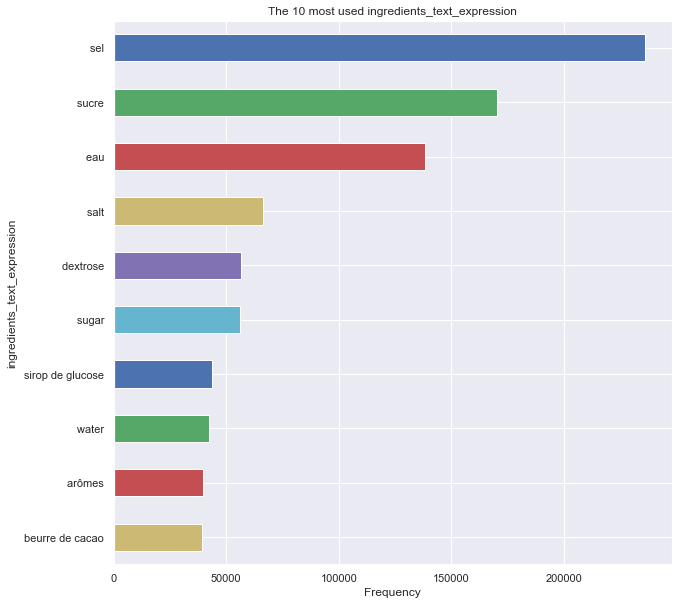 The 10 most used ingredients_text_expression
sel
sucre
eau
salt
dextrose
sugar
sirop de glucose
water
arômes
beurre de cacao
ingredients_text_expression
0
50000
100000
150000
200000
Frequency